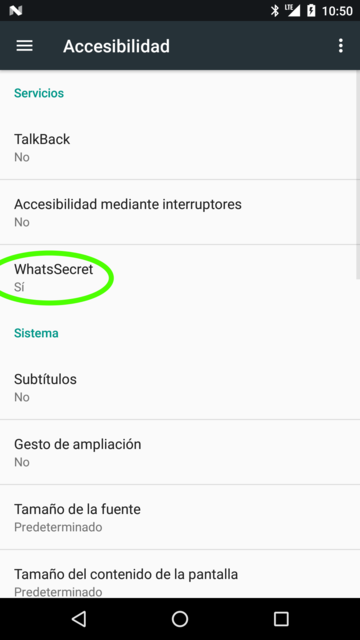 LTE 10:50
Accesibilidad
Servicios
TalkBack
No
Accesibilidad mediante interruptores
No
WhatsSecret
Sí
Sistema
Subtítulos
No
Gesto de ampliación
No
Tamaño de la fuente
Predeterminado
Tamaño del contenido de la pantalla
Predeterminado